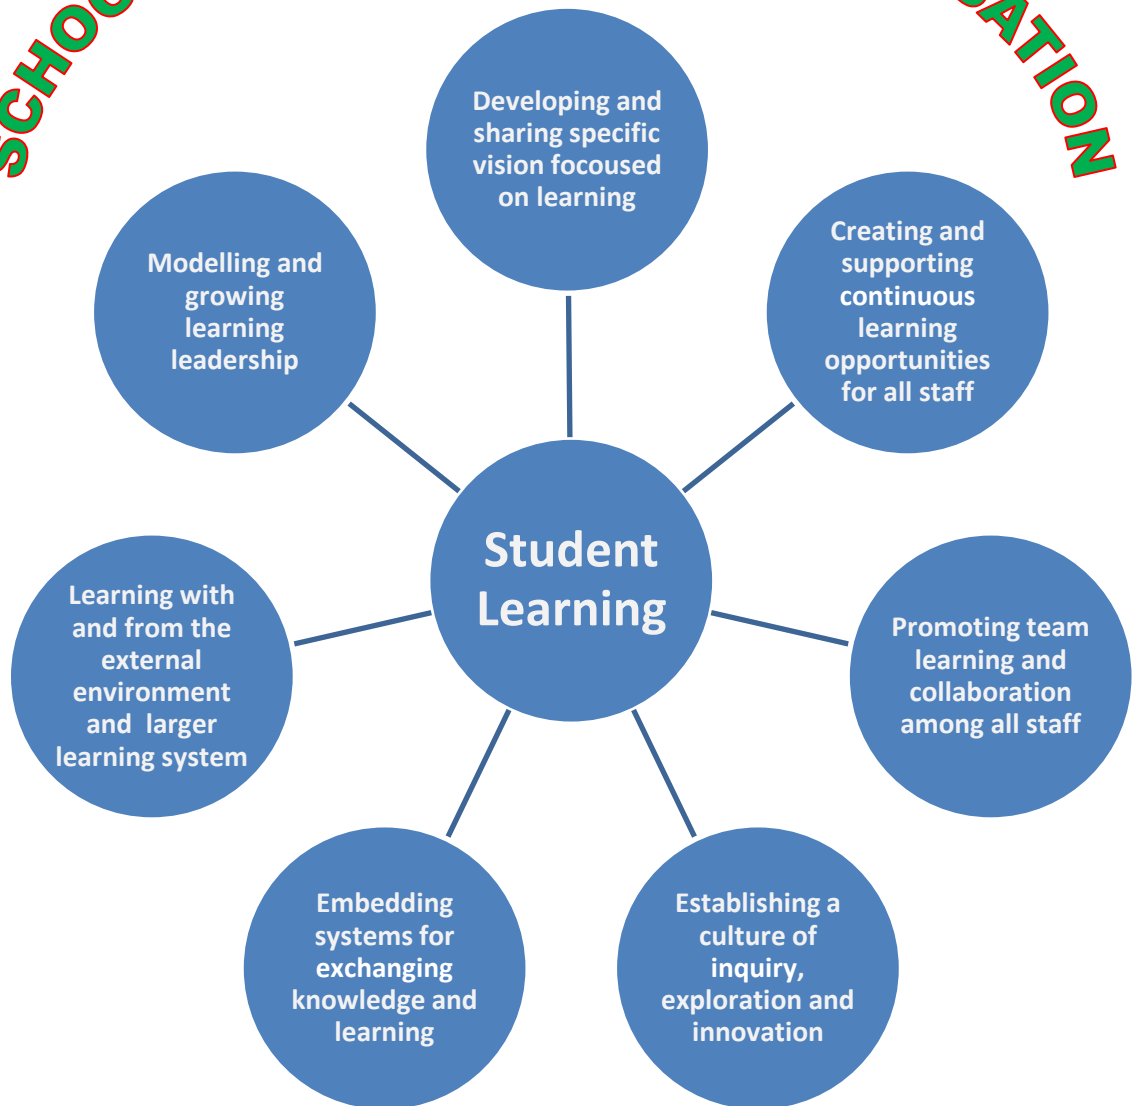 SCHOO
CATION
Developing and
sharing specific
vision focoused
on learning
Creating and
supporting
continuous
learning
opportunities
for all staff
Promoting team
learning and
collaboration
among all staff
Establishing a
culture of
inquiry,
exploration and
innovation
Embedding
systems for
exchanging
knowledge and
learning
Learning with
and from the
external
environment
and larger
learning system
Modelling and
growing
learning
leadership
Student
Learning